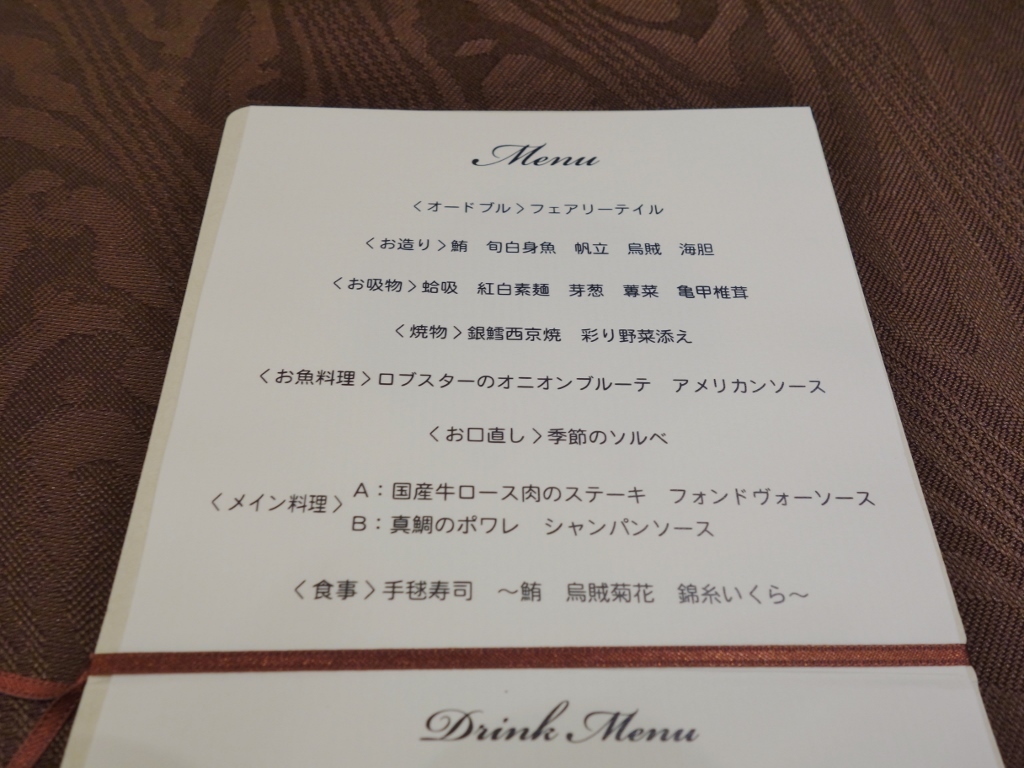 Menu
〈オードブル〉フェアリーテイル
〈お造り〉鮪　旬白身魚　帆立　烏賊　海胆
〈お吸物〉蛤吸　紅白素麺　芽葱　蓴菜　亀甲椎茸
〈焼物〉銀鱈西京焼　彩り野菜添え
〈お魚料理〉ロブスターのオニオンブルーテ　アメリカンソース
〈お口直し〉季節のソルベ
〈メイン料理〉A：国産牛ロース肉のステーキ　フォンドヴォーソース
B：真鯛のポワレ　シャンパンソース
〈食事〉手毬寿司　～鮪　烏賊菊花　錦糸いくら～
Drink Menu